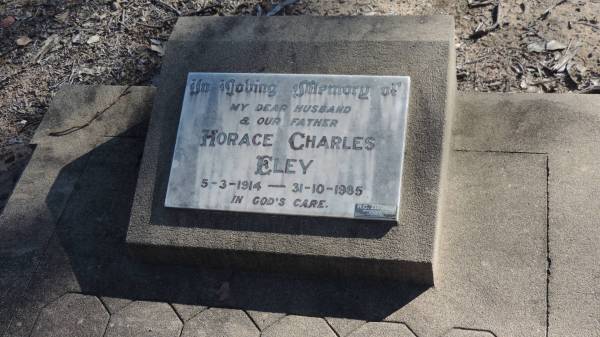 In Loving Memory of
MY DEAR HUSBAND
& OUR FATHER
HORACE CHARLES
ELEY
5-3-1914 — 31-10-1985
IN GOD'S CARE.